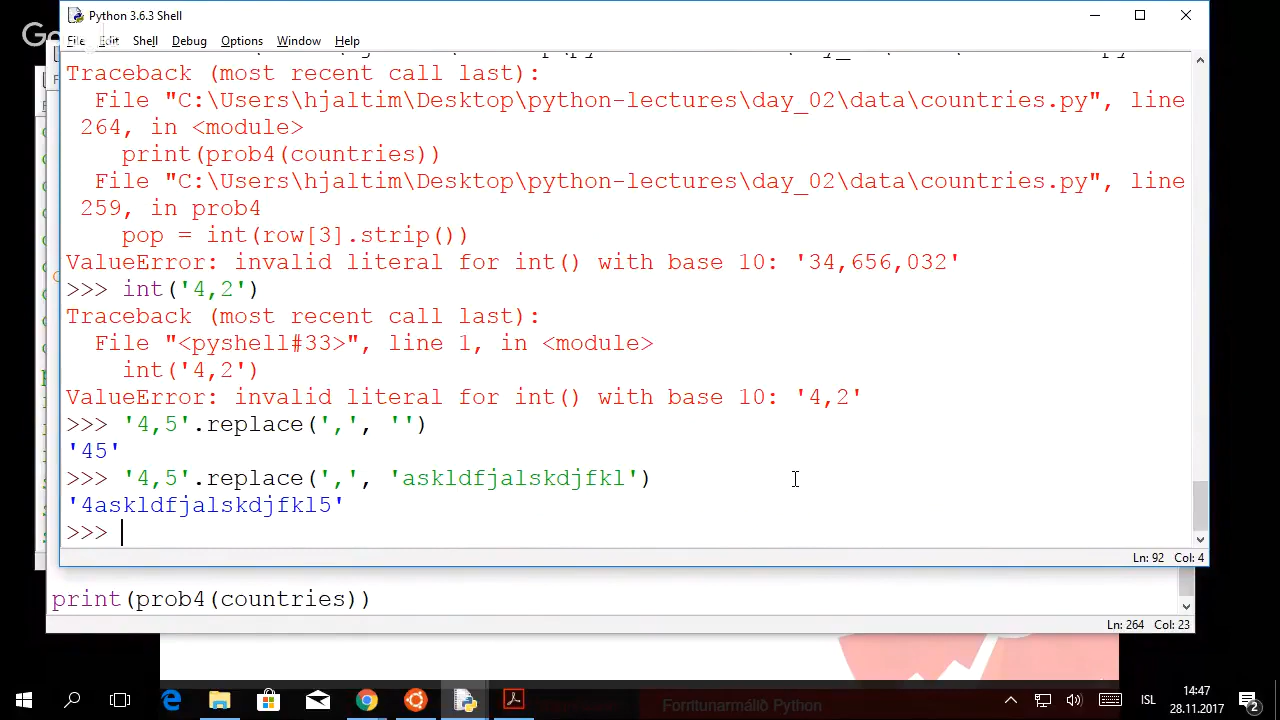 Python 3.6.3 Shell
File Edit Shell Debug Options Window Help
Traceback (most recent call last):
File "C:\Users\hjaltim\Desktop\python-lectures\day_02\data\countries.py", line
264, in <module>
print(prob4(countries))
File "C:\Users\hjaltim\Desktop\python-lectures\day_02\data\countries.py", line
259, in prob4
pop = int(row[3].strip())
ValueError: invalid literal for int() with base 10: '34,656,032'
>>> int('4,2')
Traceback (most recent call last):
File "<pyshell#33>", line 1, in <module>
int('4,2')
ValueError: invalid literal for int() with base 10: '4,2'
>>> '4,5'.replace(',', '')
'45'
>>> '4,5'.replace(',', 'askldfjalskdjfkl')
'4askldfjalskdjfkl5'
>>>
Ln: 92 Col: 4
print(prob4(countries))
Ln: 264 Col: 23
Forritunarmálið Python
ÍSL
14:47
28.11.2017
2